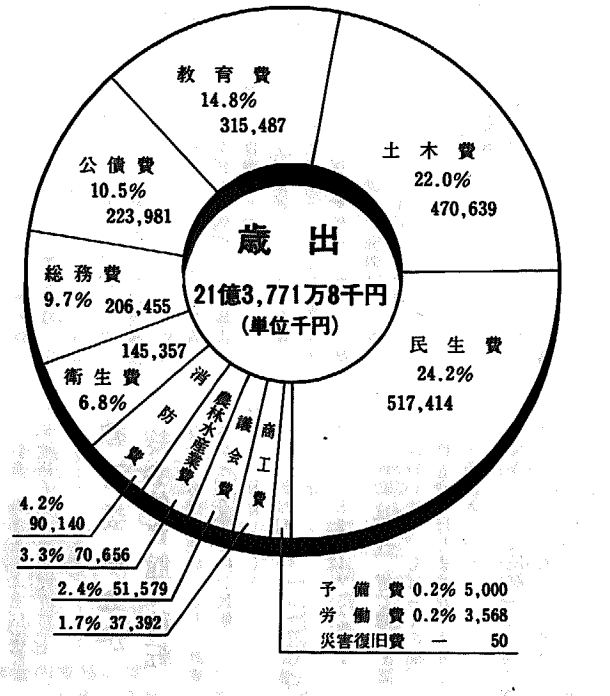 教育費
14.8%
315,487
土木費
22.0%
470,639
公債費
10.5%
223,981
歳出
21億3,771万8千円
(単位千円)
総務費
9.7% 206,455
民生費
24.2%
517,414
145,357
衛生費
6.8%
消防費
農林水産業費
議会費
商工費
4.2%
90,140
3.3% 70,656
2.4% 51,579
1.7% 37,392
予備費 0.2% 5,000
労働費 0.2% 3,568
災害復旧費 — 50